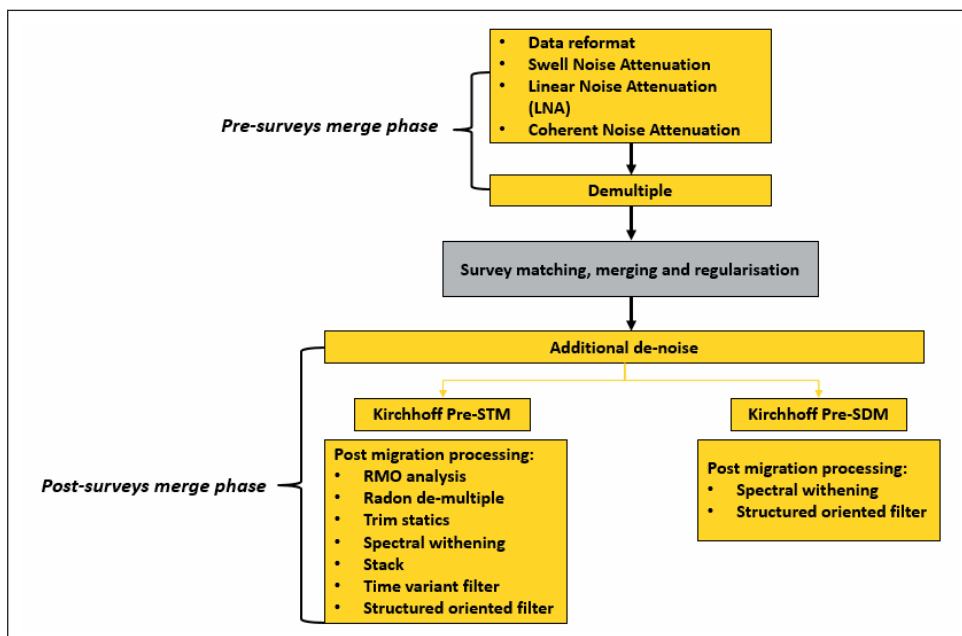 • Data reformat
• Swell Noise Attenuation
• Linear Noise Attenuation
(LNA)
• Coherent Noise Attenuation
Pre-surveys merge phase
Demultiple
Survey matching, merging and regularisation
Additional de-noise
Kirchhoff Pre-STM
Kirchhoff Pre-SDM
Post-surveys merge phase
Post migration processing:
• RMO analysis
• Radon de-multiple
• Trim statics
• Spectral withening
• Stack
• Time variant filter
• Structured oriented filter
Post migration processing:
• Spectral withening
• Structured oriented filter